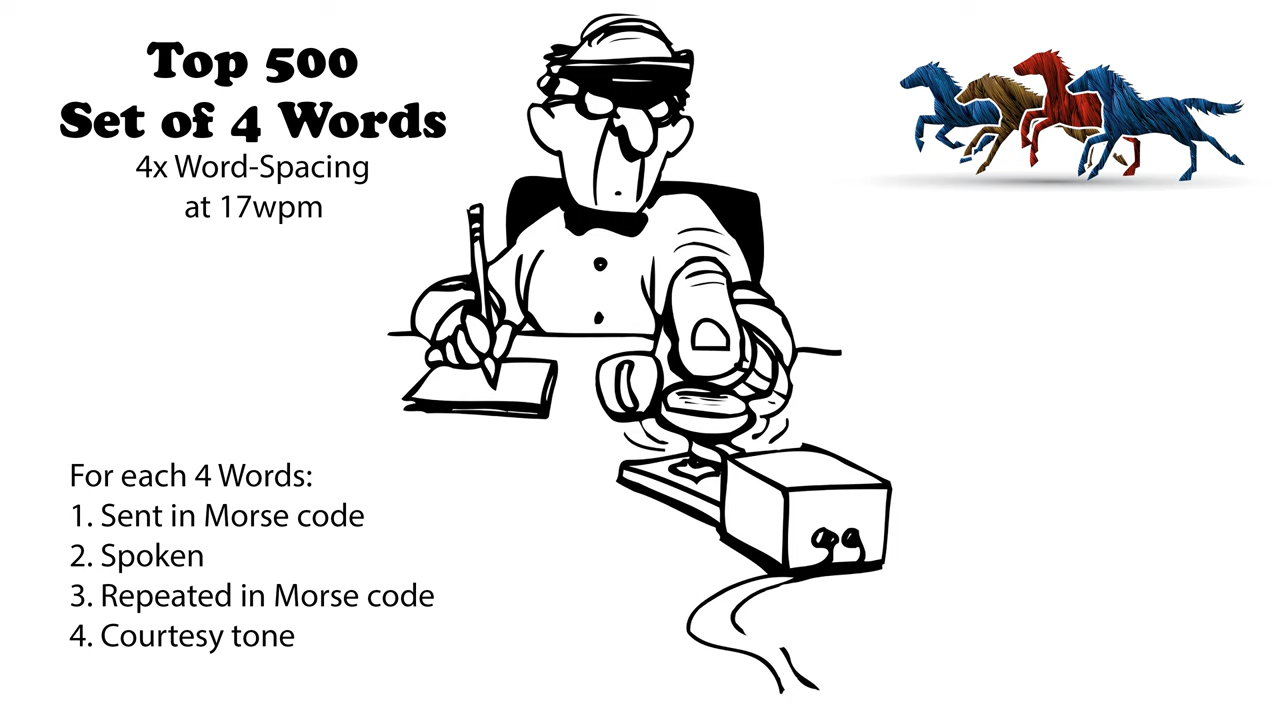 Top 500
Set of 4 Words
4x Word-Spacing
at 17wpm
For each 4 Words:
1. Sent in Morse code
2. Spoken
3. Repeated in Morse code
4. Courtesy tone